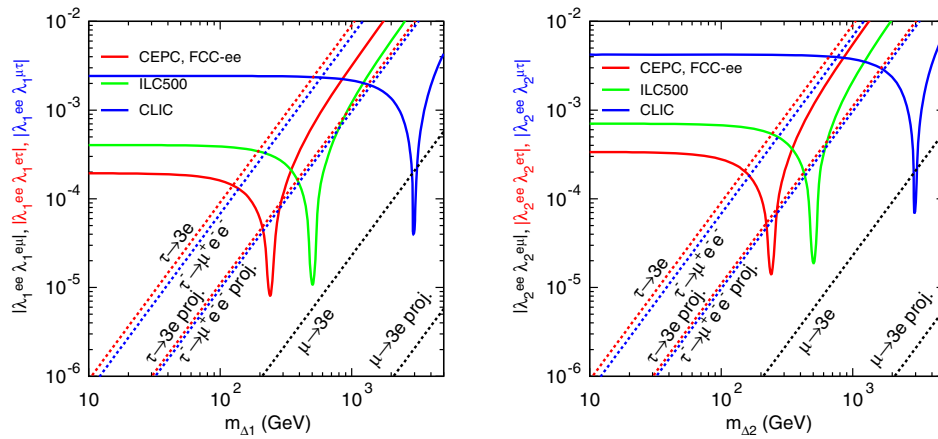 |λ₁ᵉᵉ λ₁ᵉᵘ|, |λ₁ᵉᵉ λ₁ᵉᵗ|, |λ₁ᵉᵉ λ₁ᵘᵗ|
10⁻²
10⁻³
10⁻⁴
10⁻⁵
10⁻⁶
CEPC, FCC-ee
ILC500
CLIC
τ→3e
τ⁻→μ⁺e⁻e⁻
τ→3e proj.
τ⁻→μ⁺e⁻e⁻ proj.
μ→3e
μ→3e proj.
10
10²
10³
m_Δ1 (GeV)
|λ₂ᵉᵉ λ₂ᵉᵘ|, |λ₂ᵉᵉ λ₂ᵉᵗ|, |λ₂ᵉᵉ λ₂ᵘᵗ|
10⁻²
10⁻³
10⁻⁴
10⁻⁵
10⁻⁶
CEPC, FCC-ee
ILC500
CLIC
τ→3e
τ⁻→μ⁺e⁻e⁻
τ→3e proj.
τ⁻→μ⁺e⁻e⁻ proj.
μ→3e
μ→3e proj.
10
10²
10³
m_Δ2 (GeV)